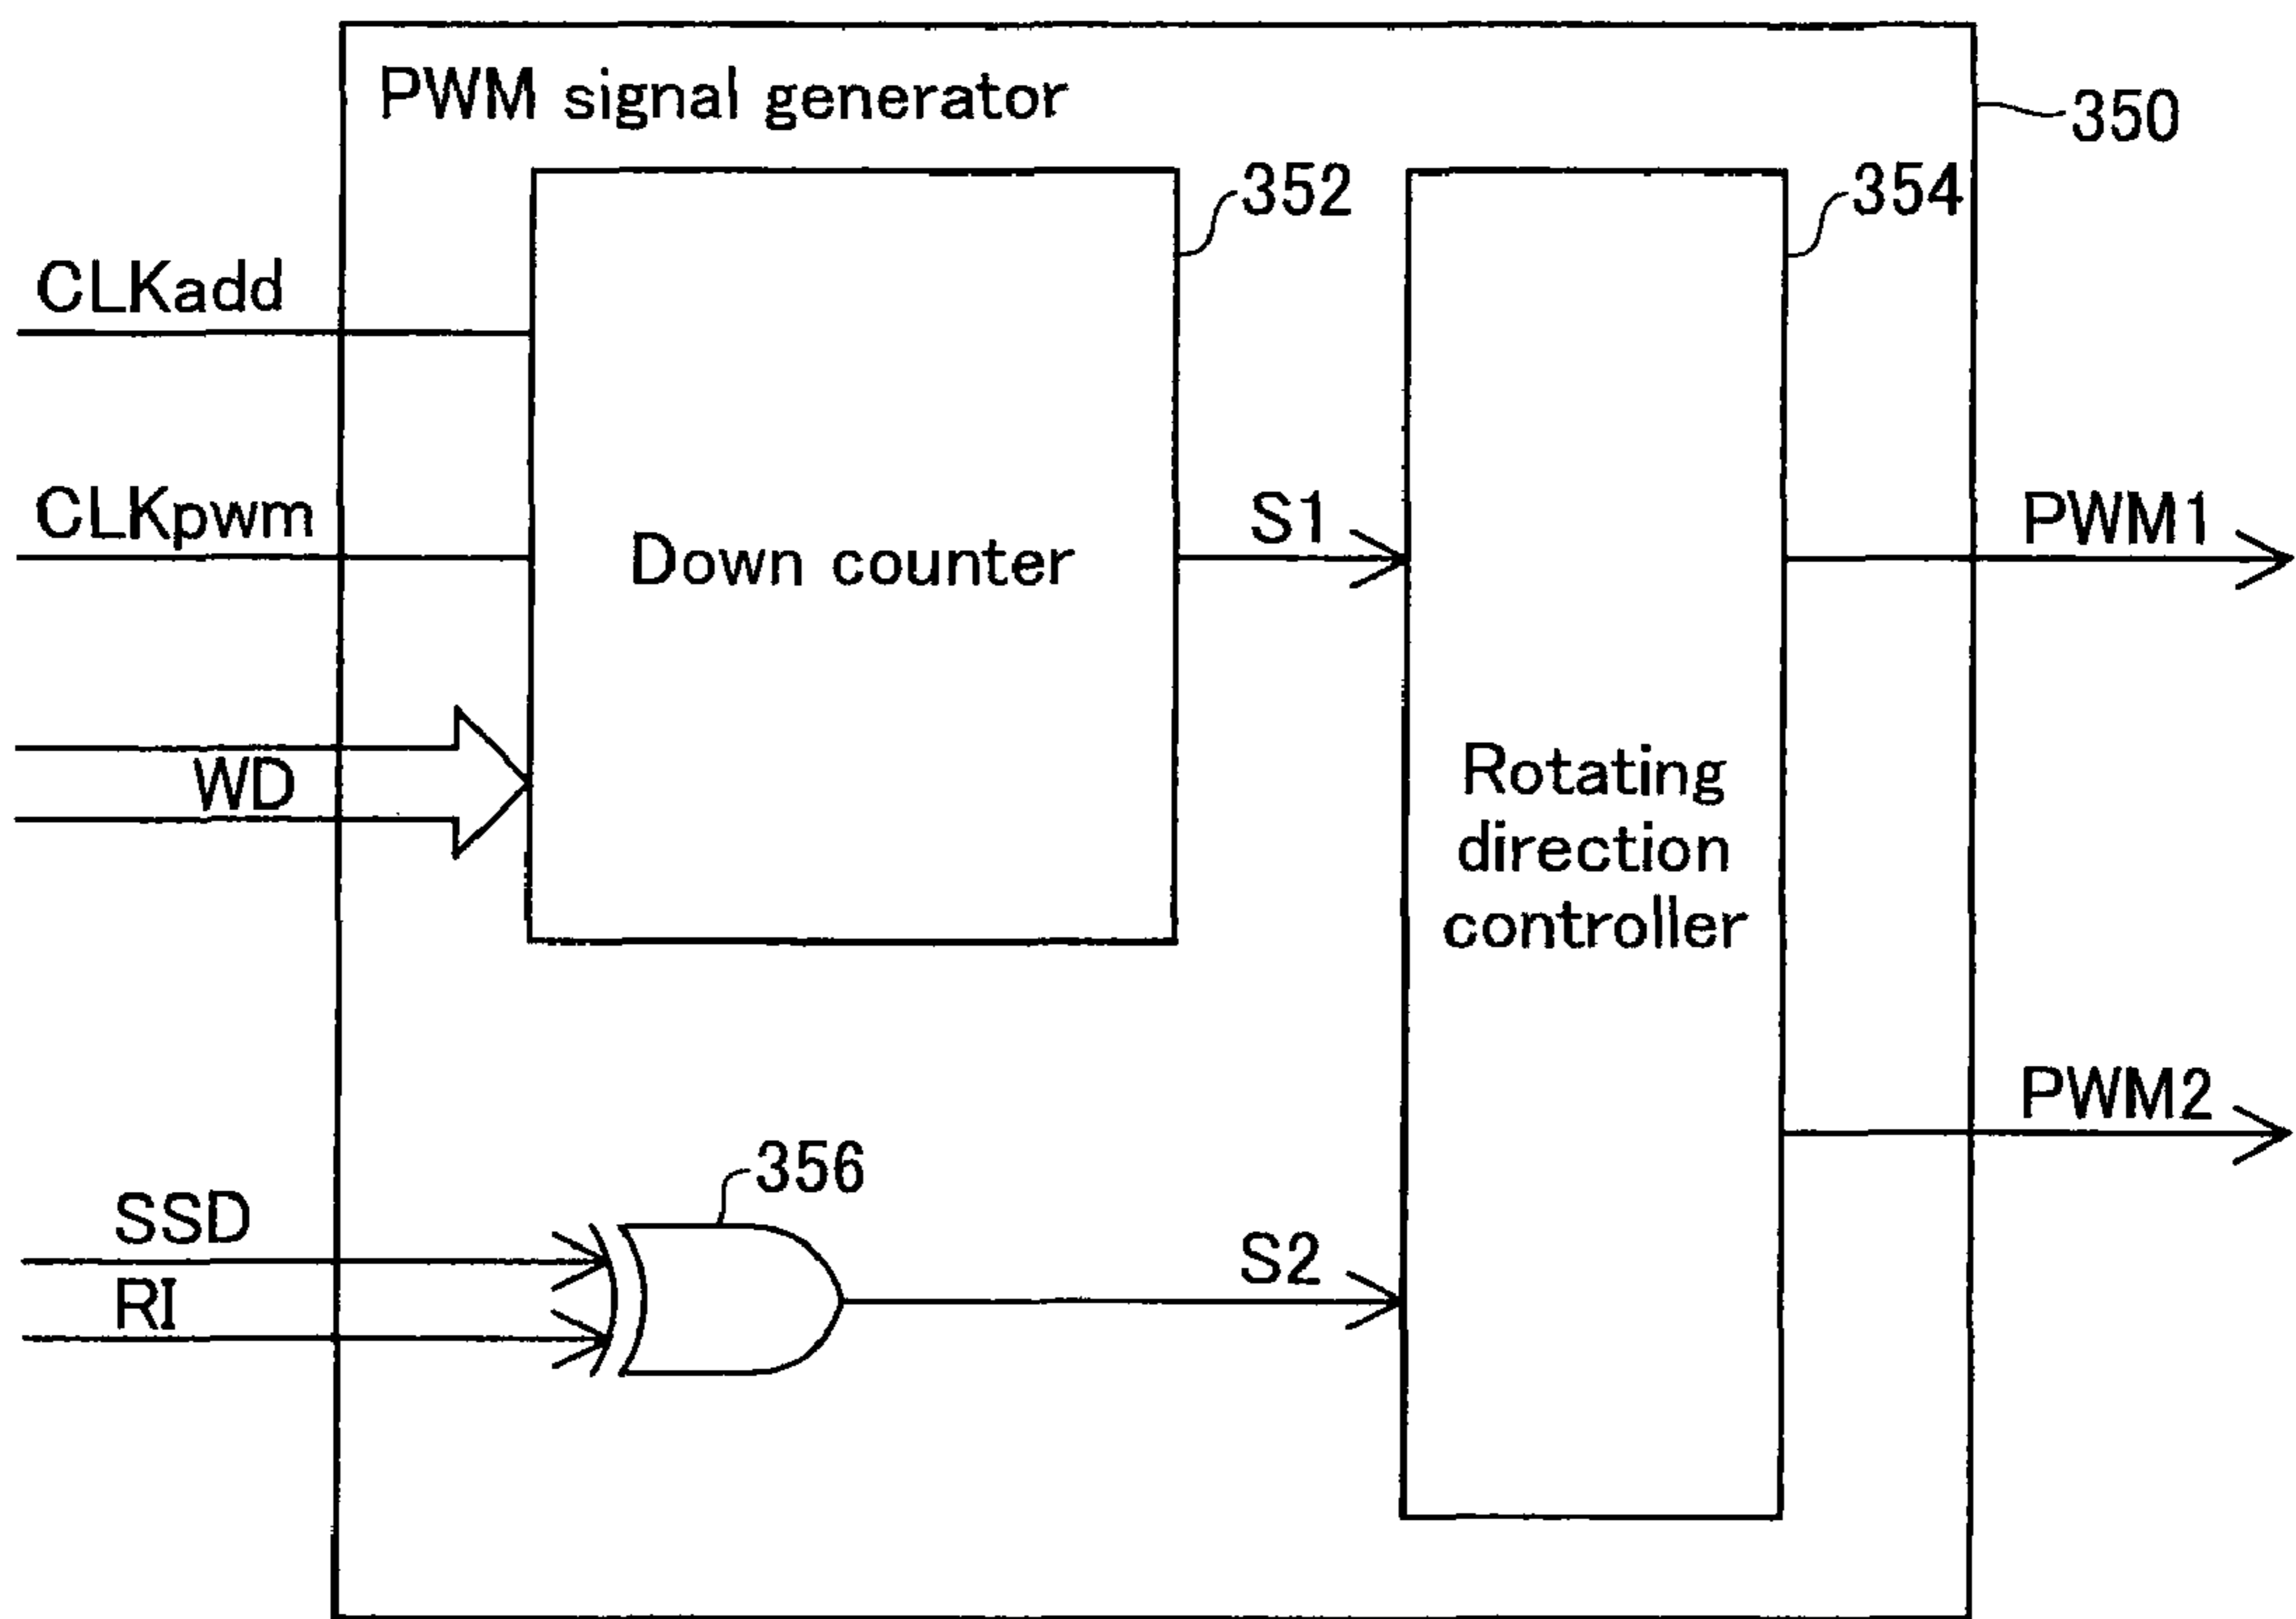 PWM signal generator
350
352
354
CLKadd
CLKpwm
Down counter
S1
PWM1
WD
Rotating
direction
controller
PWM2
356
SSD
RI
S2